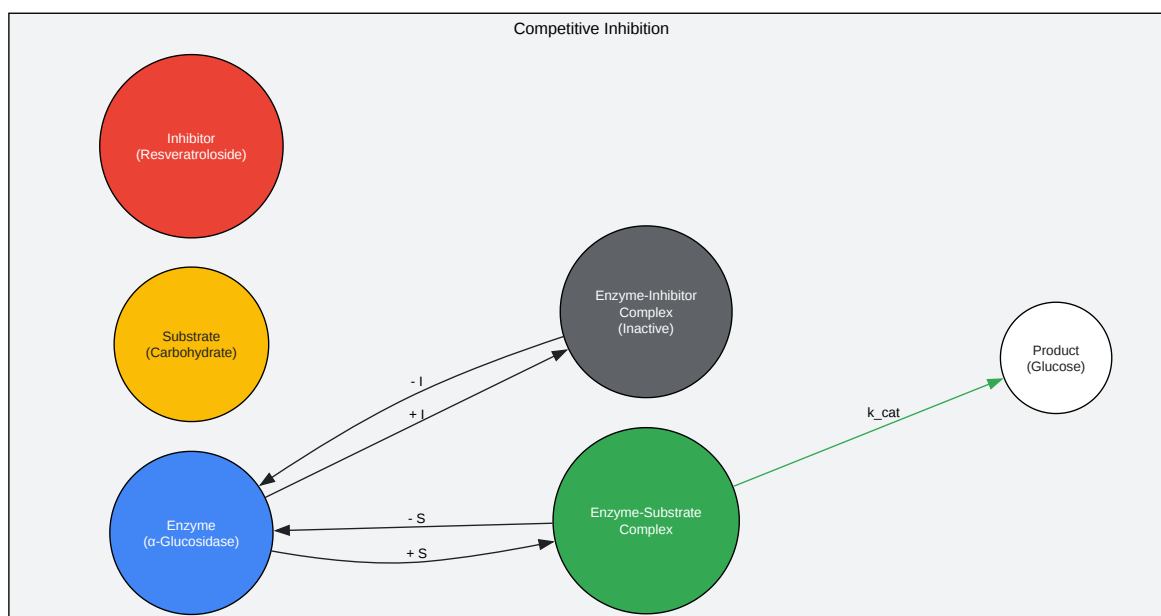 Competitive Inhibition
Inhibitor
(Resveratroloside)
Substrate
(Carbohydrate)
Enzyme
(α-Glucosidase)
Enzyme-Inhibitor
Complex
(Inactive)
Enzyme-Substrate
Complex
Product
(Glucose)
- I
+ I
- S
+ S
k_cat